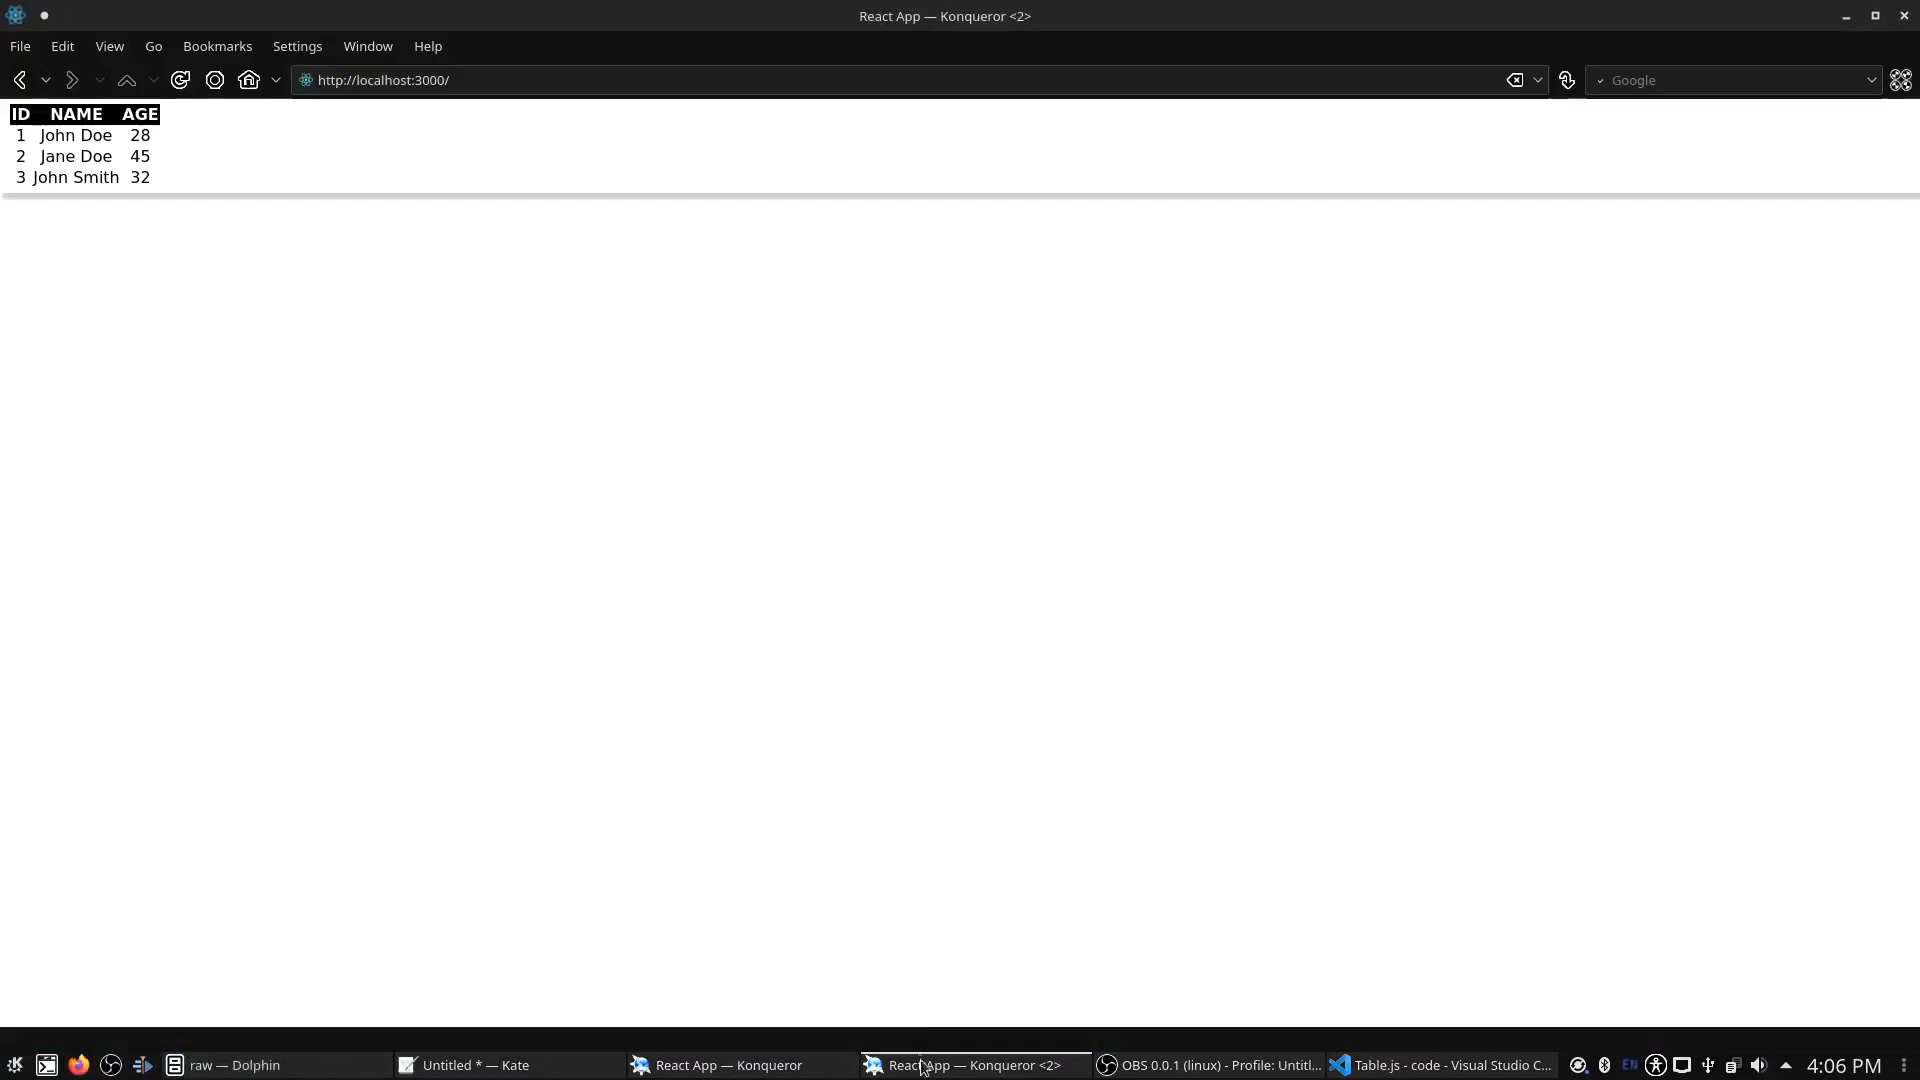 React App — Konqueror <2>
File Edit View Go Bookmarks Settings Window Help
http://localhost:3000/ Google
ID NAME AGE
1 John Doe 28
2 Jane Doe 45
3 John Smith 32
raw — Dolphin Untitled * — Kate React App — Konqueror React App — Konqueror <2> OBS 0.0.1 (linux) - Profile: Untitl... Table.js - code - Visual Studio C... EN 4:06 PM